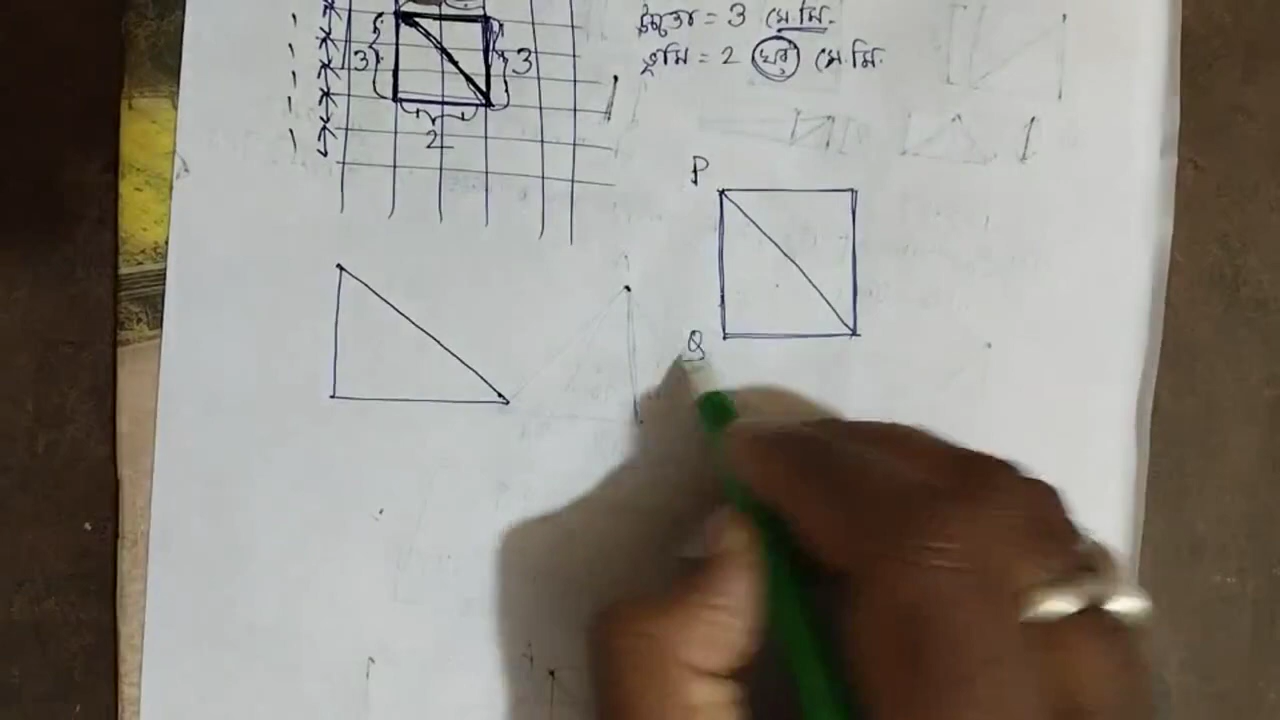 উচ্চতা = 3 সে.মি.
ভূমি = 2 ঘর সে.মি.
3
3
2
P
Q